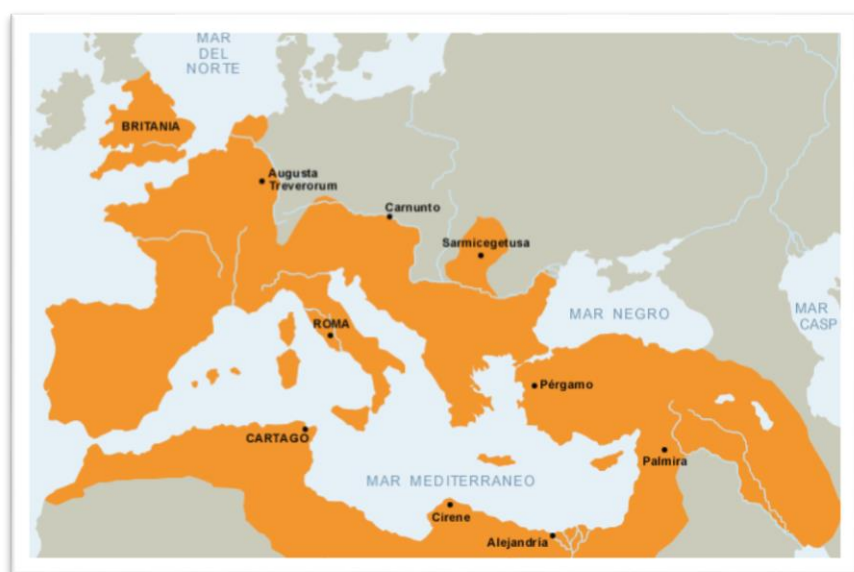 MAR
DEL
NORTE
BRITANIA
Augusta
Treverorum
Carnunto
Sarmicegetusa
MAR NEGRO
MAR
CASP
ROMA
Pérgamo
CARTAGO
Palmira
MAR MEDITERRANEO
Cirene
Alejandría